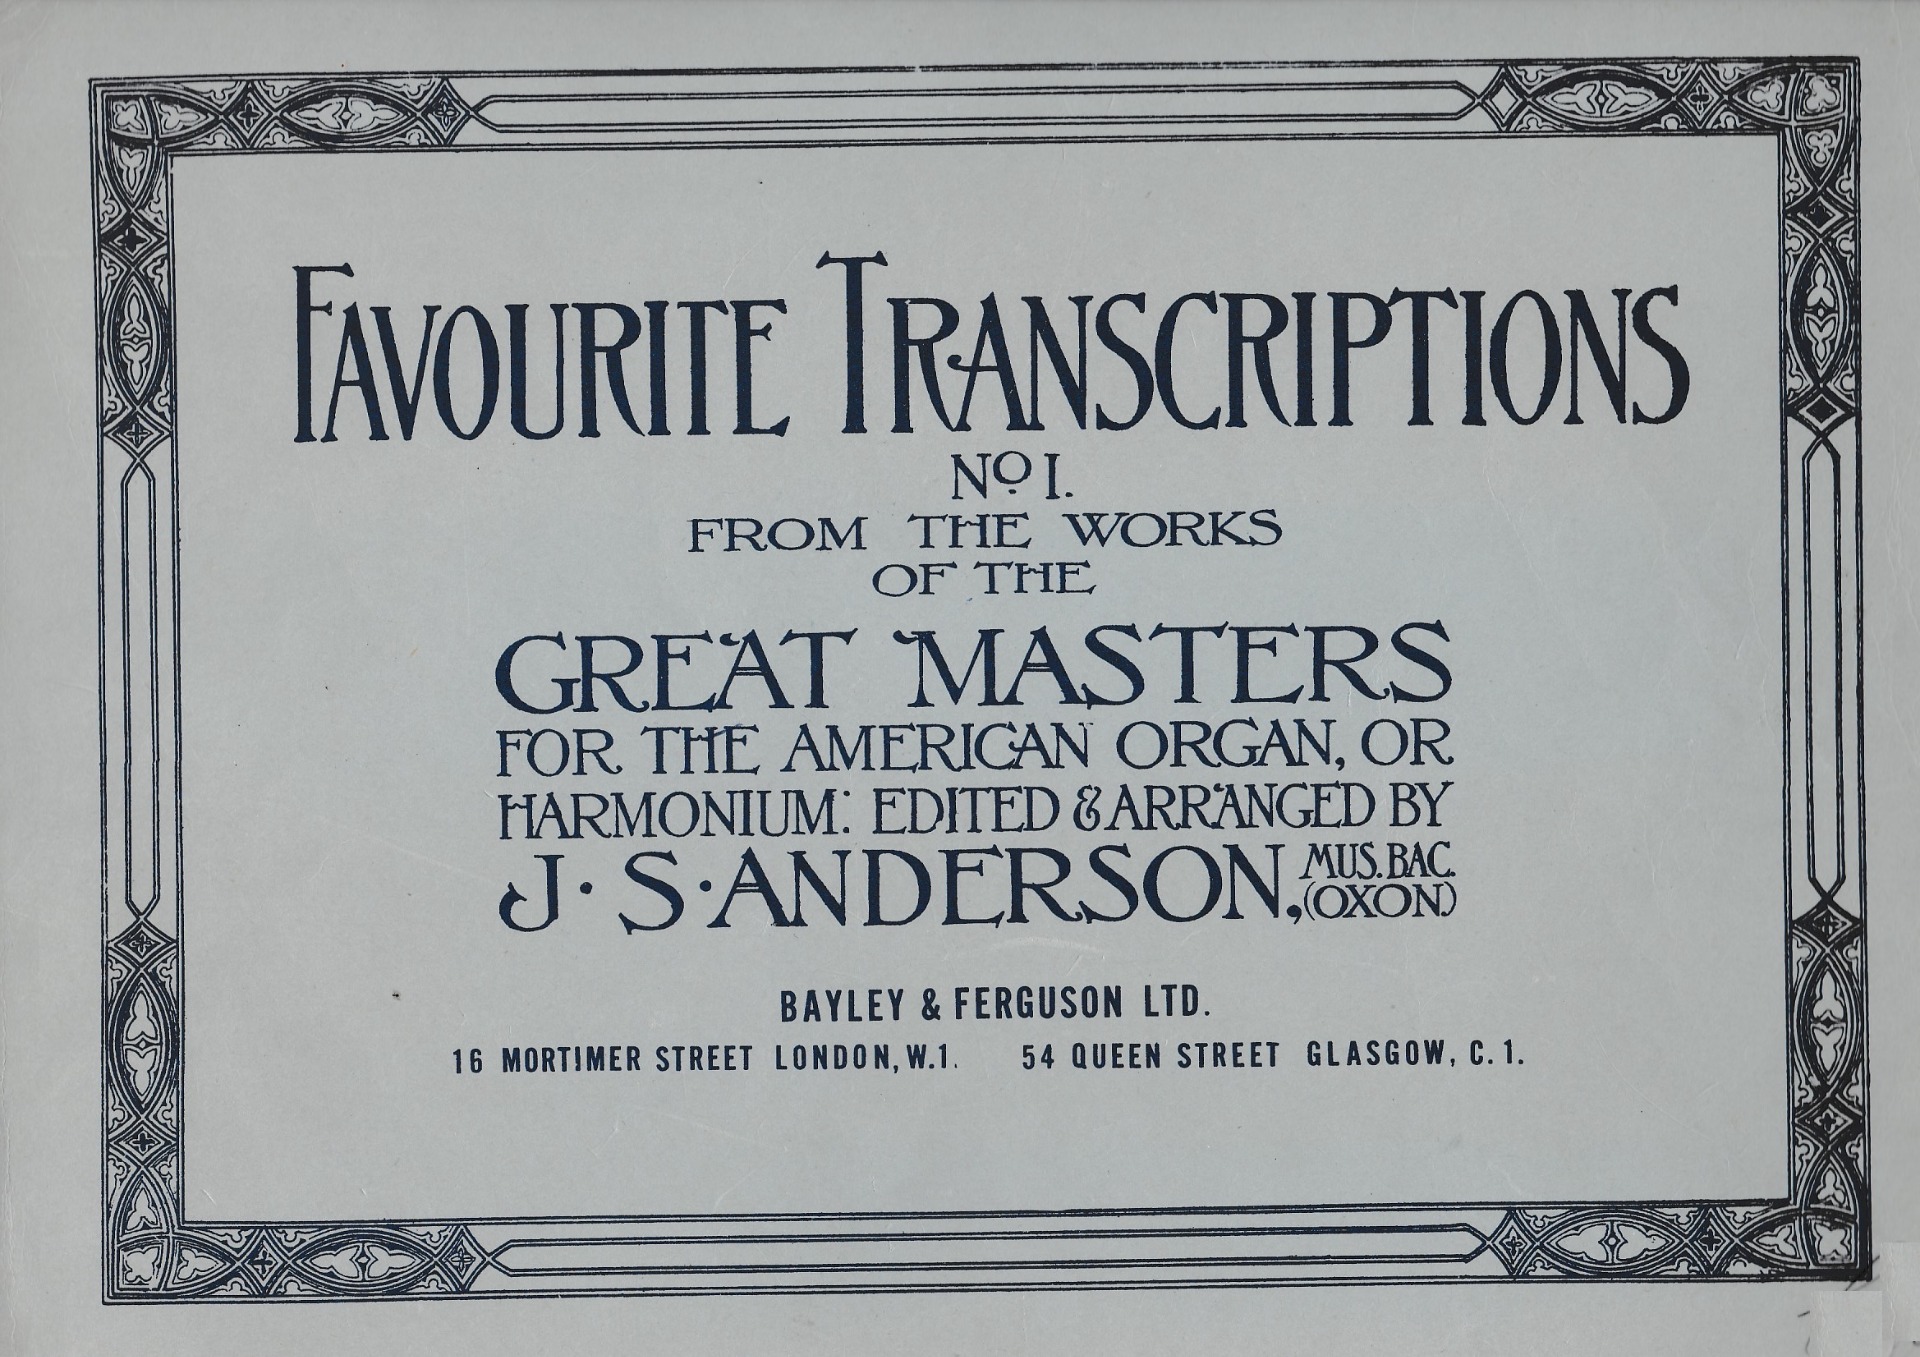 FAVOURITE TRANSCRIPTIONS
No I.
FROM THE WORKS
OF THE
GREAT MASTERS
FOR THE AMERICAN ORGAN, OR
HARMONIUM: EDITED & ARRANGED BY
J. S. ANDERSON, MUS. BAC. (OXON.)
BAYLEY & FERGUSON LTD.
16 MORTIMER STREET LONDON, W.1. 54 QUEEN STREET GLASGOW, C. 1.